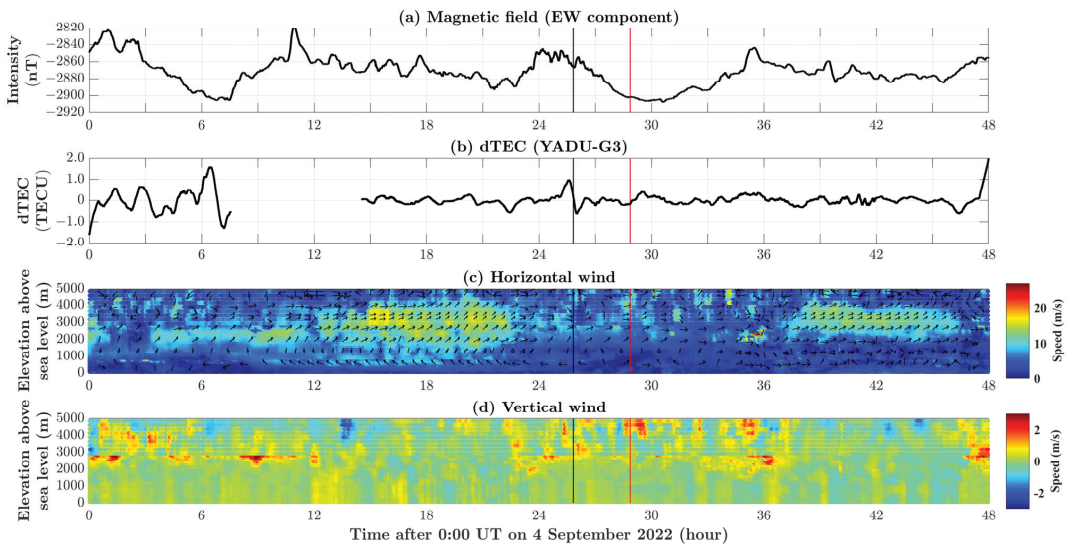 (a) Magnetic field (EW component)
Intensity
(nT)
−2820
−2840
−2860
−2880
−2900
−2920
0 6 12 18 24 30 36 42 48
(b) dTEC (YADU-G3)
dTEC
(TECU)
2.0
1.0
0
−1.0
−2.0
0 6 12 18 24 30 36 42 48
(c) Horizontal wind
Elevation above
sea level (m)
5000
4000
3000
2000
1000
0
0 6 12 18 24 30 36 42 48
20
10
0
Speed (m/s)
(d) Vertical wind
Elevation above
sea level (m)
5000
4000
3000
2000
1000
0
0 6 12 18 24 30 36 42 48
2
0
-2
Speed (m/s)
Time after 0:00 UT on 4 September 2022 (hour)